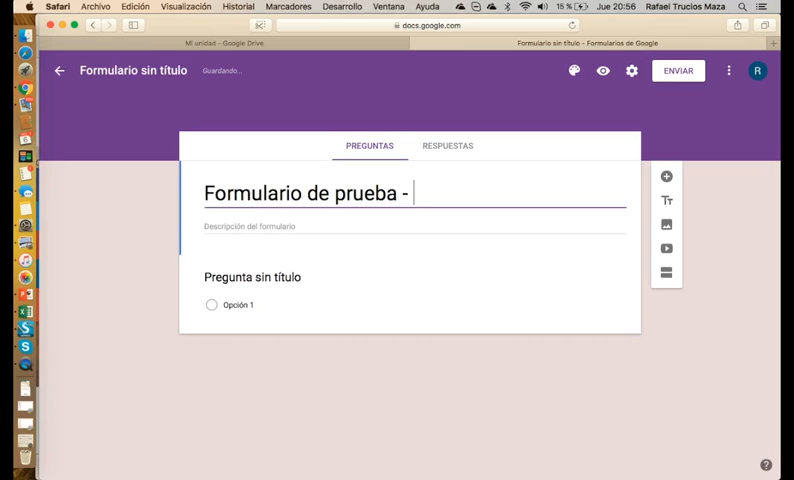 Safari Archivo Edición Visualización Historial Marcadores Desarrollo Ventana Ayuda 15 % Jue 20:56 Rafael Trucios Maza
docs.google.com
Mi unidad - Google Drive Formulario sin título - Formularios de Google
Formulario sin título Guardando... ENVIAR R
PREGUNTAS RESPUESTAS
Formulario de prueba -
Tт
Descripción del formulario
Pregunta sin título
Opción 1